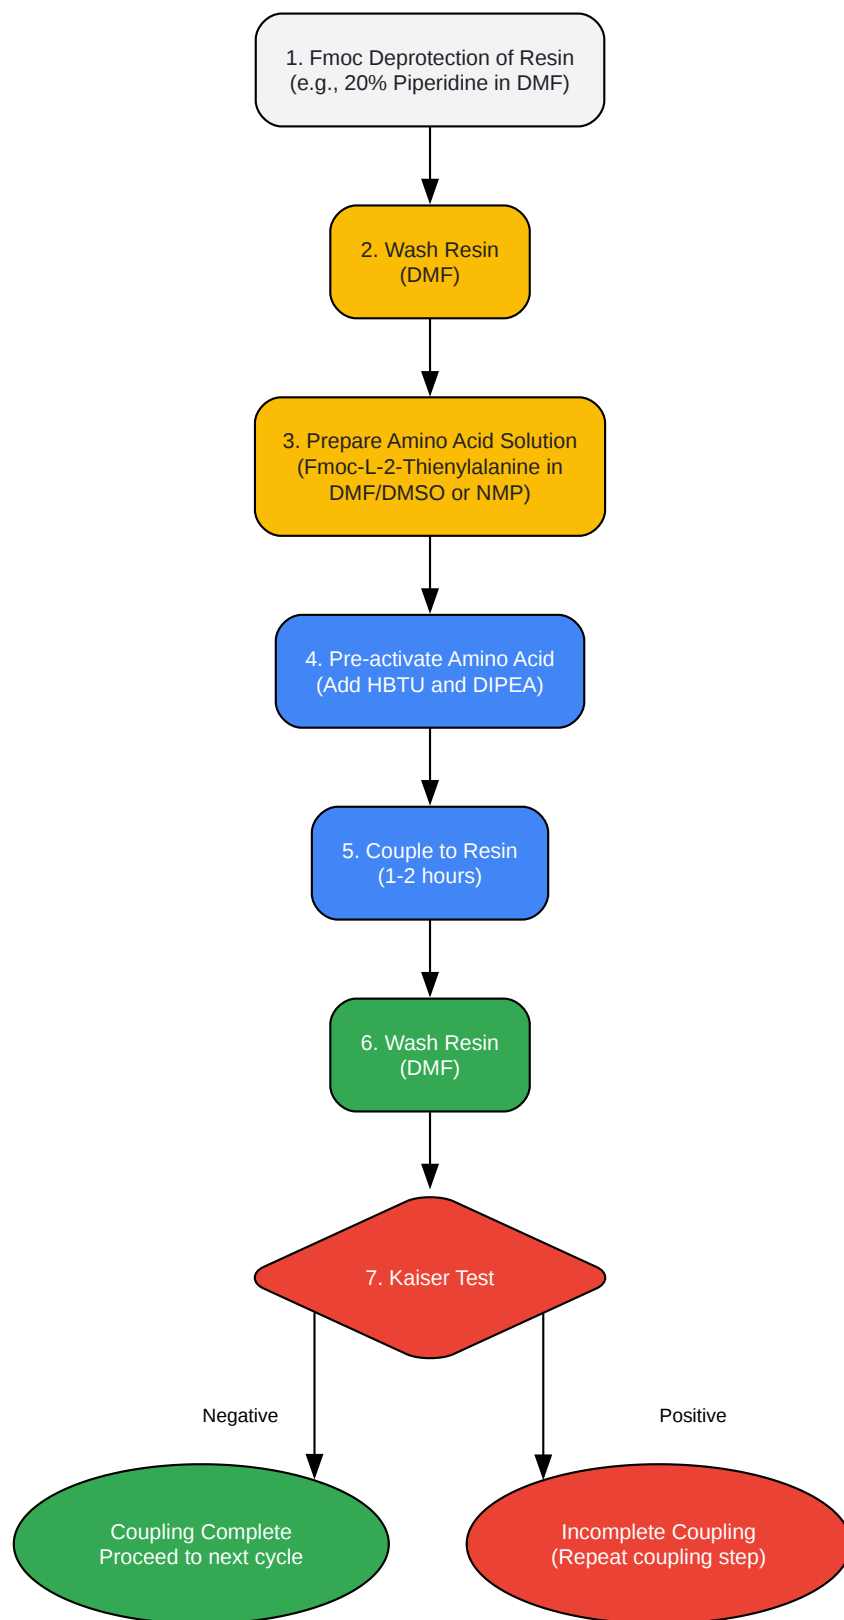 1. Fmoc Deprotection of Resin
(e.g., 20% Piperidine in DMF)
2. Wash Resin
(DMF)
3. Prepare Amino Acid Solution
(Fmoc-L-2-Thienylalanine in
DMF/DMSO or NMP)
4. Pre-activate Amino Acid
(Add HBTU and DIPEA)
5. Couple to Resin
(1-2 hours)
6. Wash Resin
(DMF)
7. Kaiser Test
Negative
Positive
Coupling Complete
Proceed to next cycle
Incomplete Coupling
(Repeat coupling step)